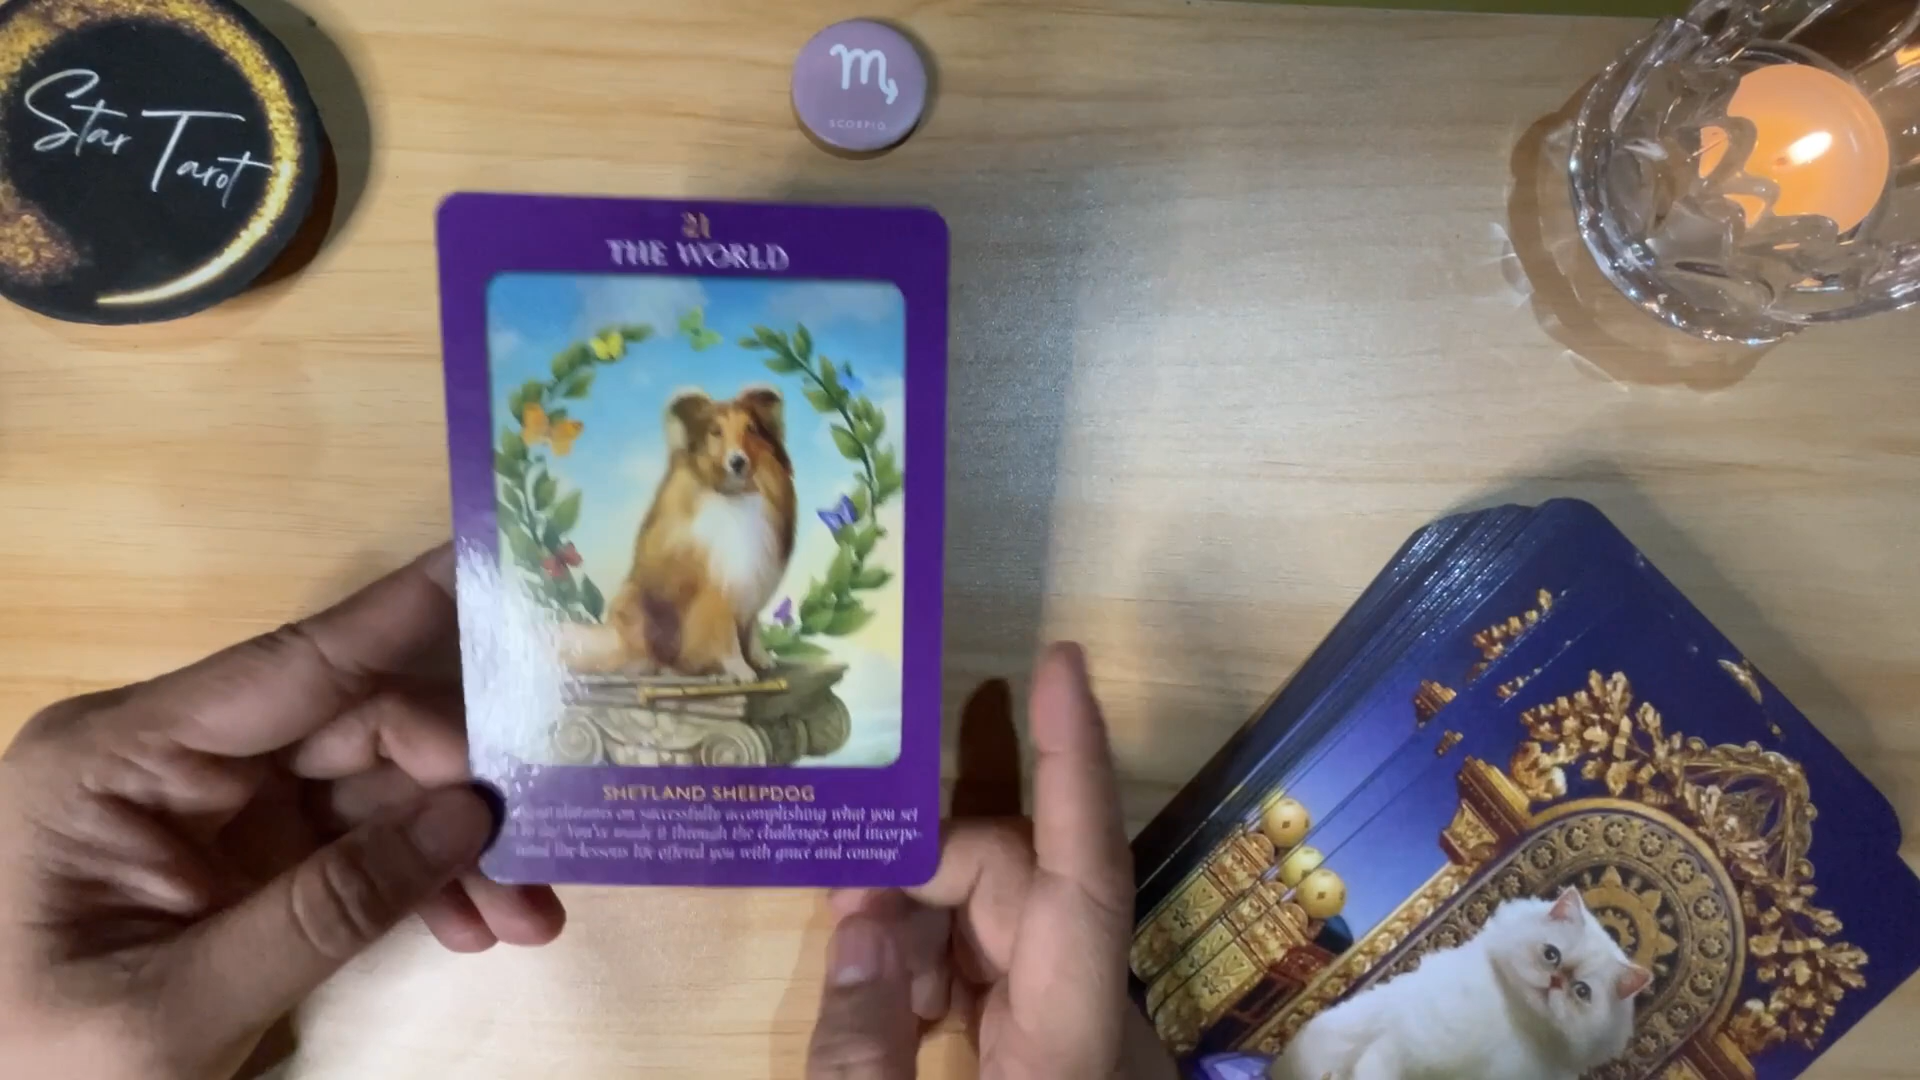 Star Tarot
SCORPIO
21
THE WORLD
SHETLAND SHEEPDOG
on successfully accomplishing what you set
You've made it through the challenges and incorpo-
the lessons life offered you with grace and courage.